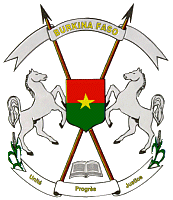 BURKINA FASO
Unité
Progrès
Justice